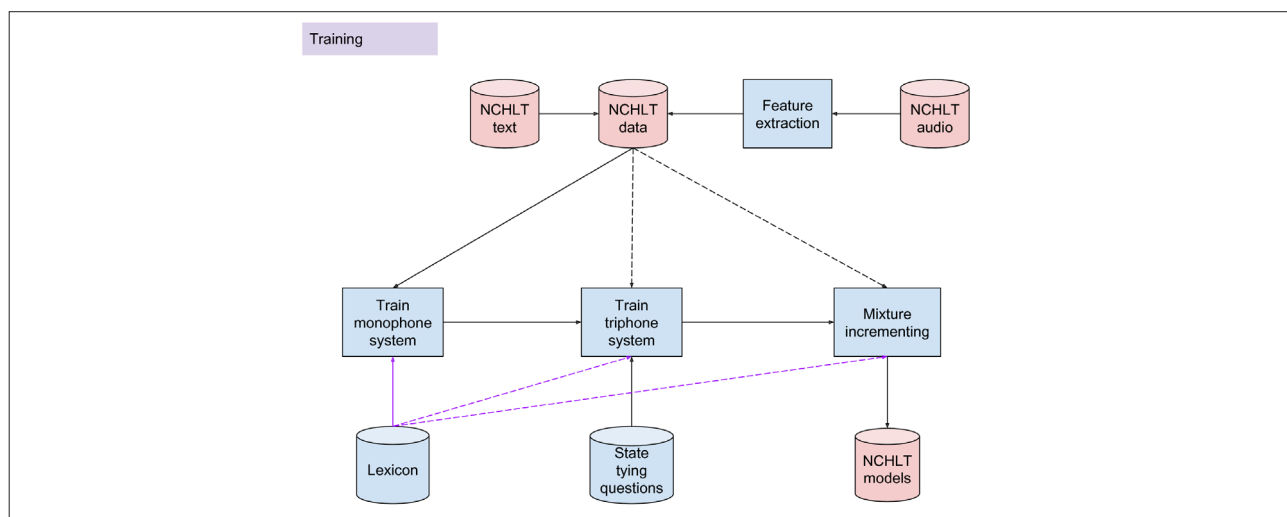 Training
NCHLT
text
NCHLT
data
Feature
extraction
NCHLT
audio
Train
monophone
system
Train
triphone
system
Mixture
incrementing
Lexicon
State
tying
questions
NCHLT
models